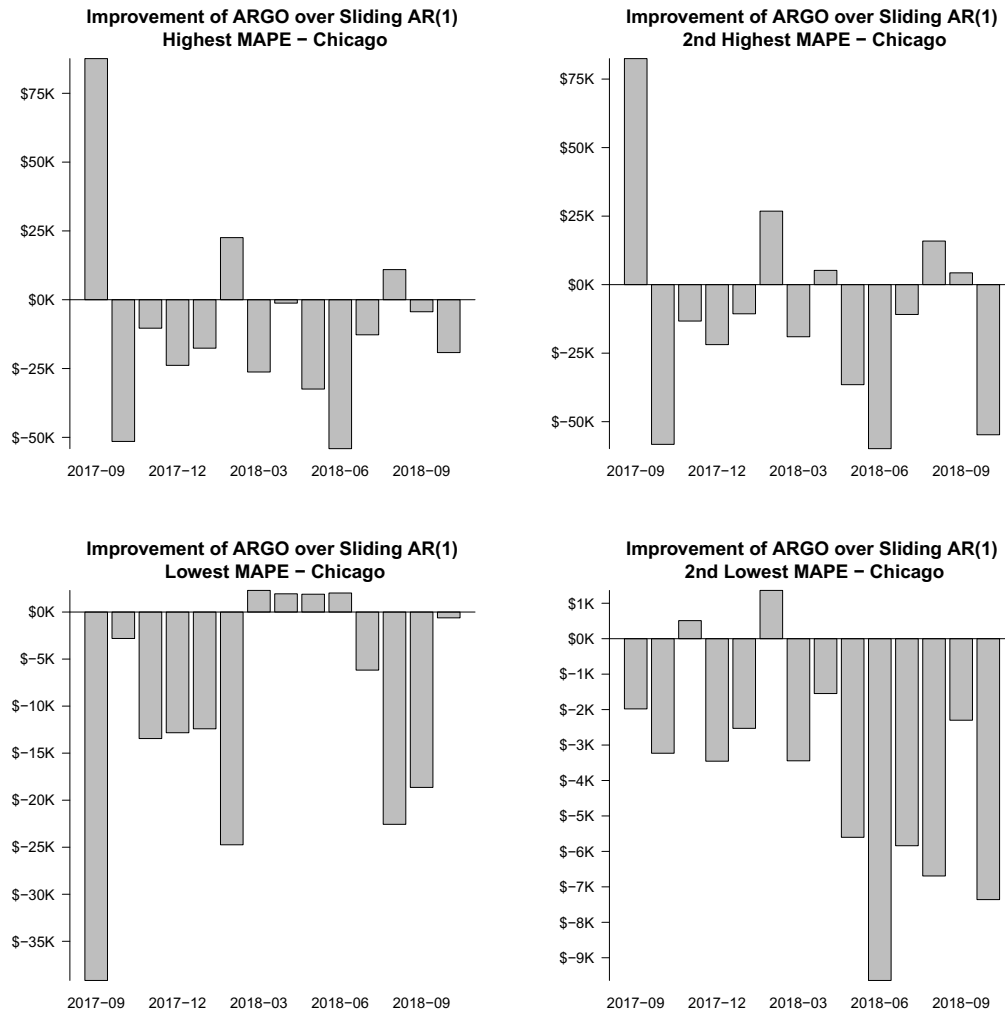 Improvement of ARGO over Sliding AR(1)
Highest MAPE − Chicago
$75K
$50K
$25K
$0K
$−25K
$−50K
2017−09 2017−12 2018−03 2018−06 2018−09
Improvement of ARGO over Sliding AR(1)
2nd Highest MAPE − Chicago
$75K
$50K
$25K
$0K
$−25K
$−50K
2017−09 2017−12 2018−03 2018−06 2018−09
Improvement of ARGO over Sliding AR(1)
Lowest MAPE − Chicago
$0K
$−5K
$−10K
$−15K
$−20K
$−25K
$−30K
$−35K
2017−09 2017−12 2018−03 2018−06 2018−09
Improvement of ARGO over Sliding AR(1)
2nd Lowest MAPE − Chicago
$1K
$0K
$−1K
$−2K
$−3K
$−4K
$−5K
$−6K
$−7K
$−8K
$−9K
2017−09 2017−12 2018−03 2018−06 2018−09